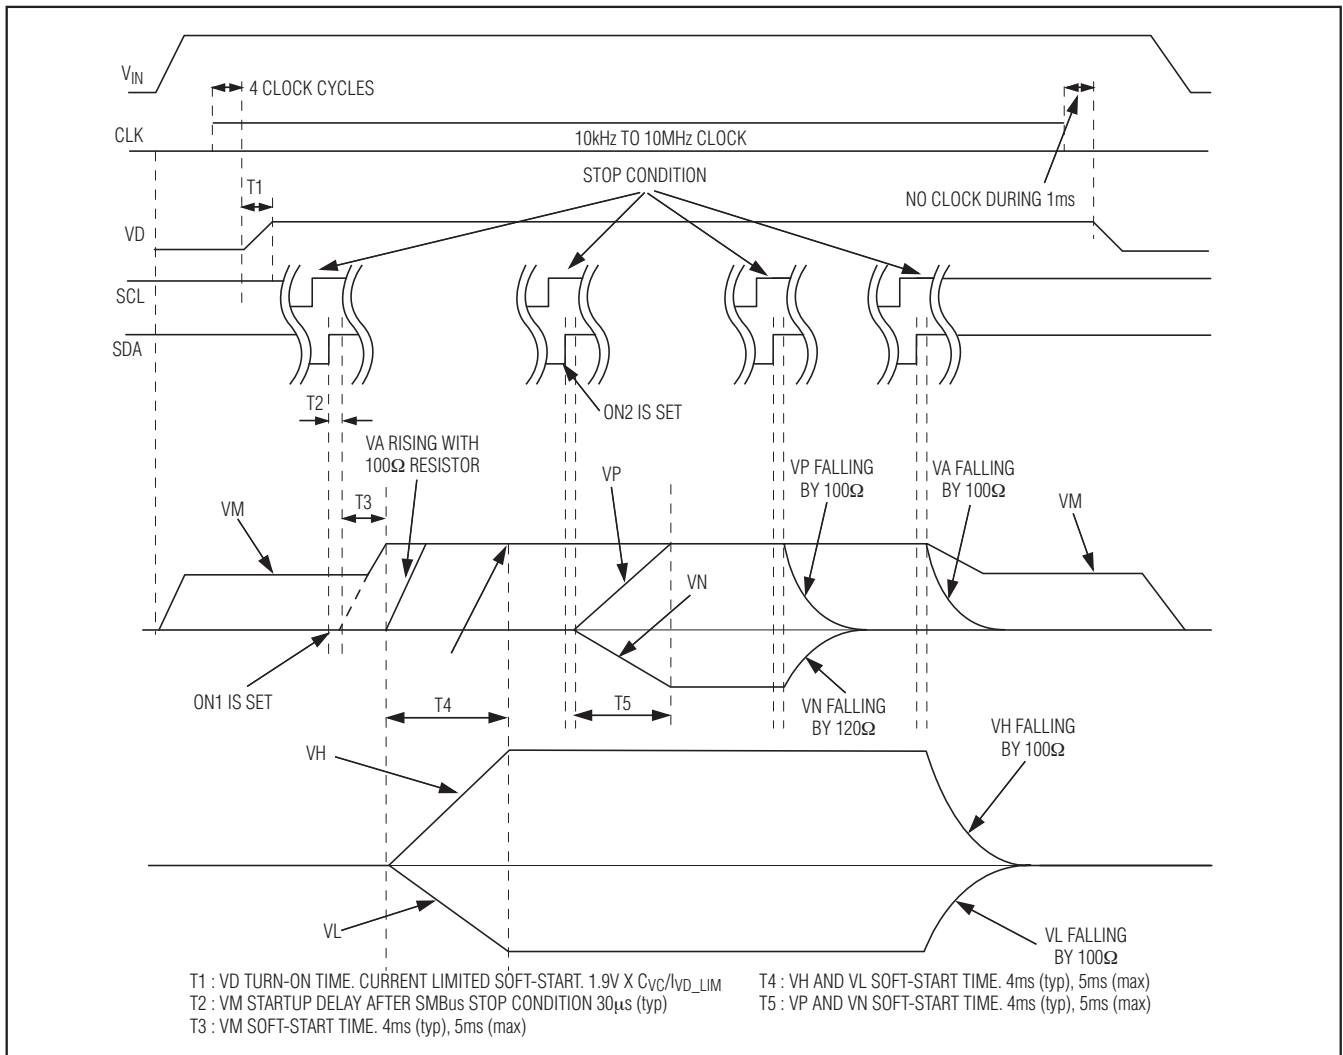 VIN
4 CLOCK CYCLES
CLK
10kHz TO 10MHz CLOCK
STOP CONDITION
T1
NO CLOCK DURING 1ms
VD
SCL
SDA
T2
ON2 IS SET
VA RISING WITH
100Ω RESISTOR
VP
VP FALLING
BY 100Ω
VA FALLING
BY 100Ω
VM
T3
VM
VN
ON1 IS SET
T4
T5
VN FALLING
BY 120Ω
VH
VH FALLING
BY 100Ω
VL
VL FALLING
BY 100Ω
T1 : VD TURN-ON TIME. CURRENT LIMITED SOFT-START. 1.9V X CVC/IVD_LIM
T2 : VM STARTUP DELAY AFTER SMBus STOP CONDITION 30µs (typ)
T3 : VM SOFT-START TIME. 4ms (typ), 5ms (max)
T4 : VH AND VL SOFT-START TIME. 4ms (typ), 5ms (max)
T5 : VP AND VN SOFT-START TIME. 4ms (typ), 5ms (max)